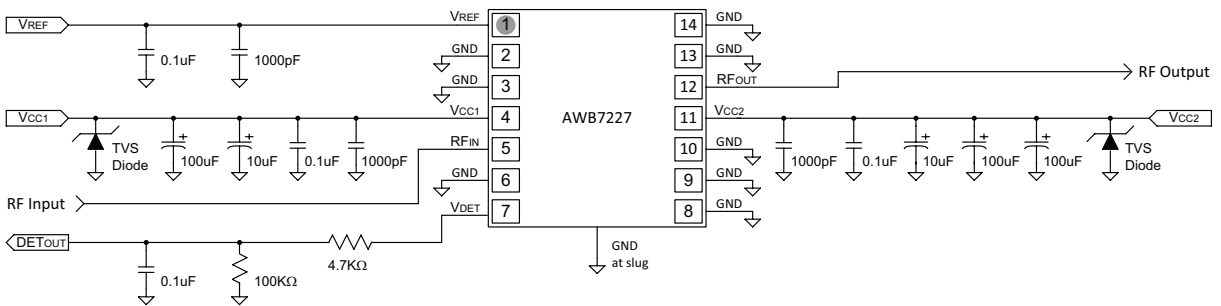 VREF
0.1uF
1000pF
VREF
1
GND
2
GND
3
VCC1
TVS
Diode
100uF
10uF
0.1uF
1000pF
VCC1
4
RFIN
5
RF Input
GND
6
DETOUT
0.1uF
100KΩ
4.7KΩ
VDET
7
AWB7227
GND
at slug
14
GND
13
GND
12
RFOUT
RF Output
11
VCC2
1000pF
0.1uF
10uF
100uF
100uF
TVS
Diode
VCC2
10
GND
9
GND
8
GND